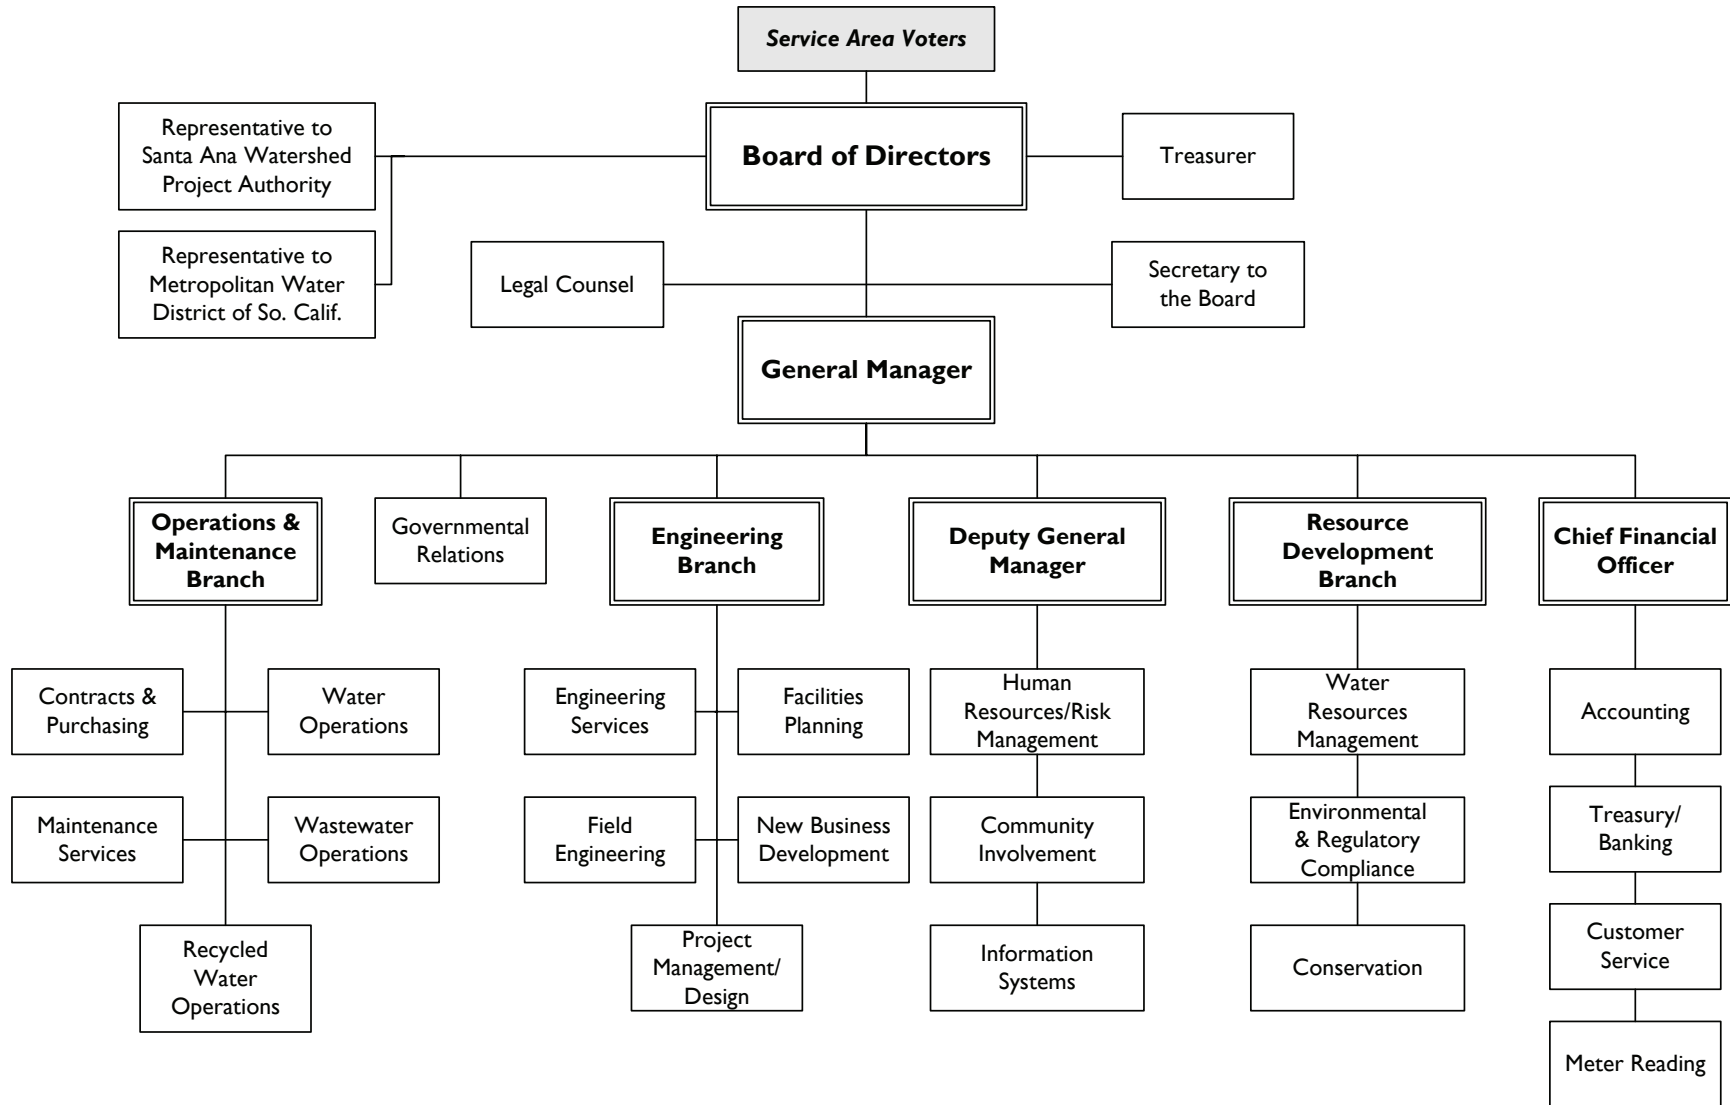 Service Area Voters
Representative to
Santa Ana Watershed
Project Authority
Board of Directors
Treasurer
Representative to
Metropolitan Water
District of So. Calif.
Legal Counsel
Secretary to
the Board
General Manager
Operations &
Maintenance
Branch
Governmental
Relations
Engineering
Branch
Deputy General
Manager
Resource
Development
Branch
Chief Financial
Officer
Contracts &
Purchasing
Water
Operations
Engineering
Services
Facilities
Planning
Human
Resources/Risk
Management
Water
Resources
Management
Accounting
Maintenance
Services
Wastewater
Operations
Field
Engineering
New Business
Development
Community
Involvement
Environmental
& Regulatory
Compliance
Treasury/
Banking
Recycled
Water
Operations
Project
Management/
Design
Information
Systems
Conservation
Customer
Service
Meter Reading